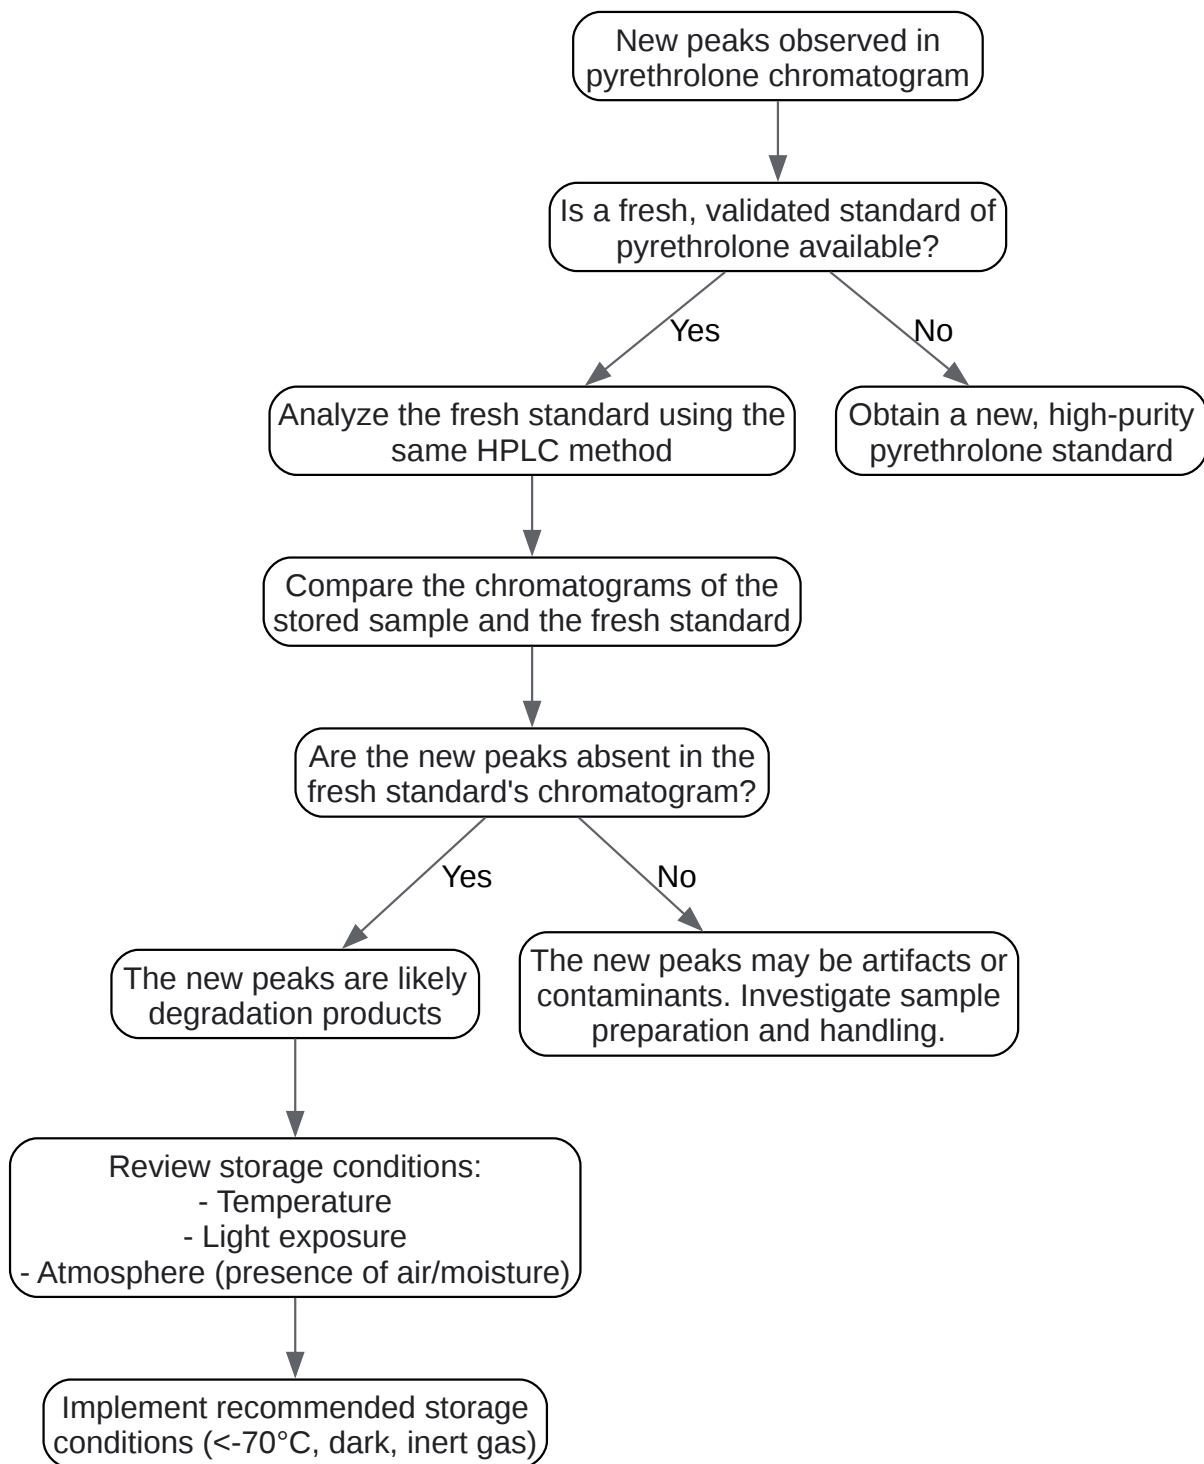 New peaks observed in
pyrethrolone chromatogram
Is a fresh, validated standard of
pyrethrolone available?
Yes
No
Analyze the fresh standard using the
same HPLC method
Obtain a new, high-purity
pyrethrolone standard
Compare the chromatograms of the
stored sample and the fresh standard
Are the new peaks absent in the
fresh standard's chromatogram?
Yes
No
The new peaks are likely
degradation products
The new peaks may be artifacts or
contaminants. Investigate sample
preparation and handling.
Review storage conditions:
- Temperature
- Light exposure
- Atmosphere (presence of air/moisture)
Implement recommended storage
conditions (<-70°C, dark, inert gas)